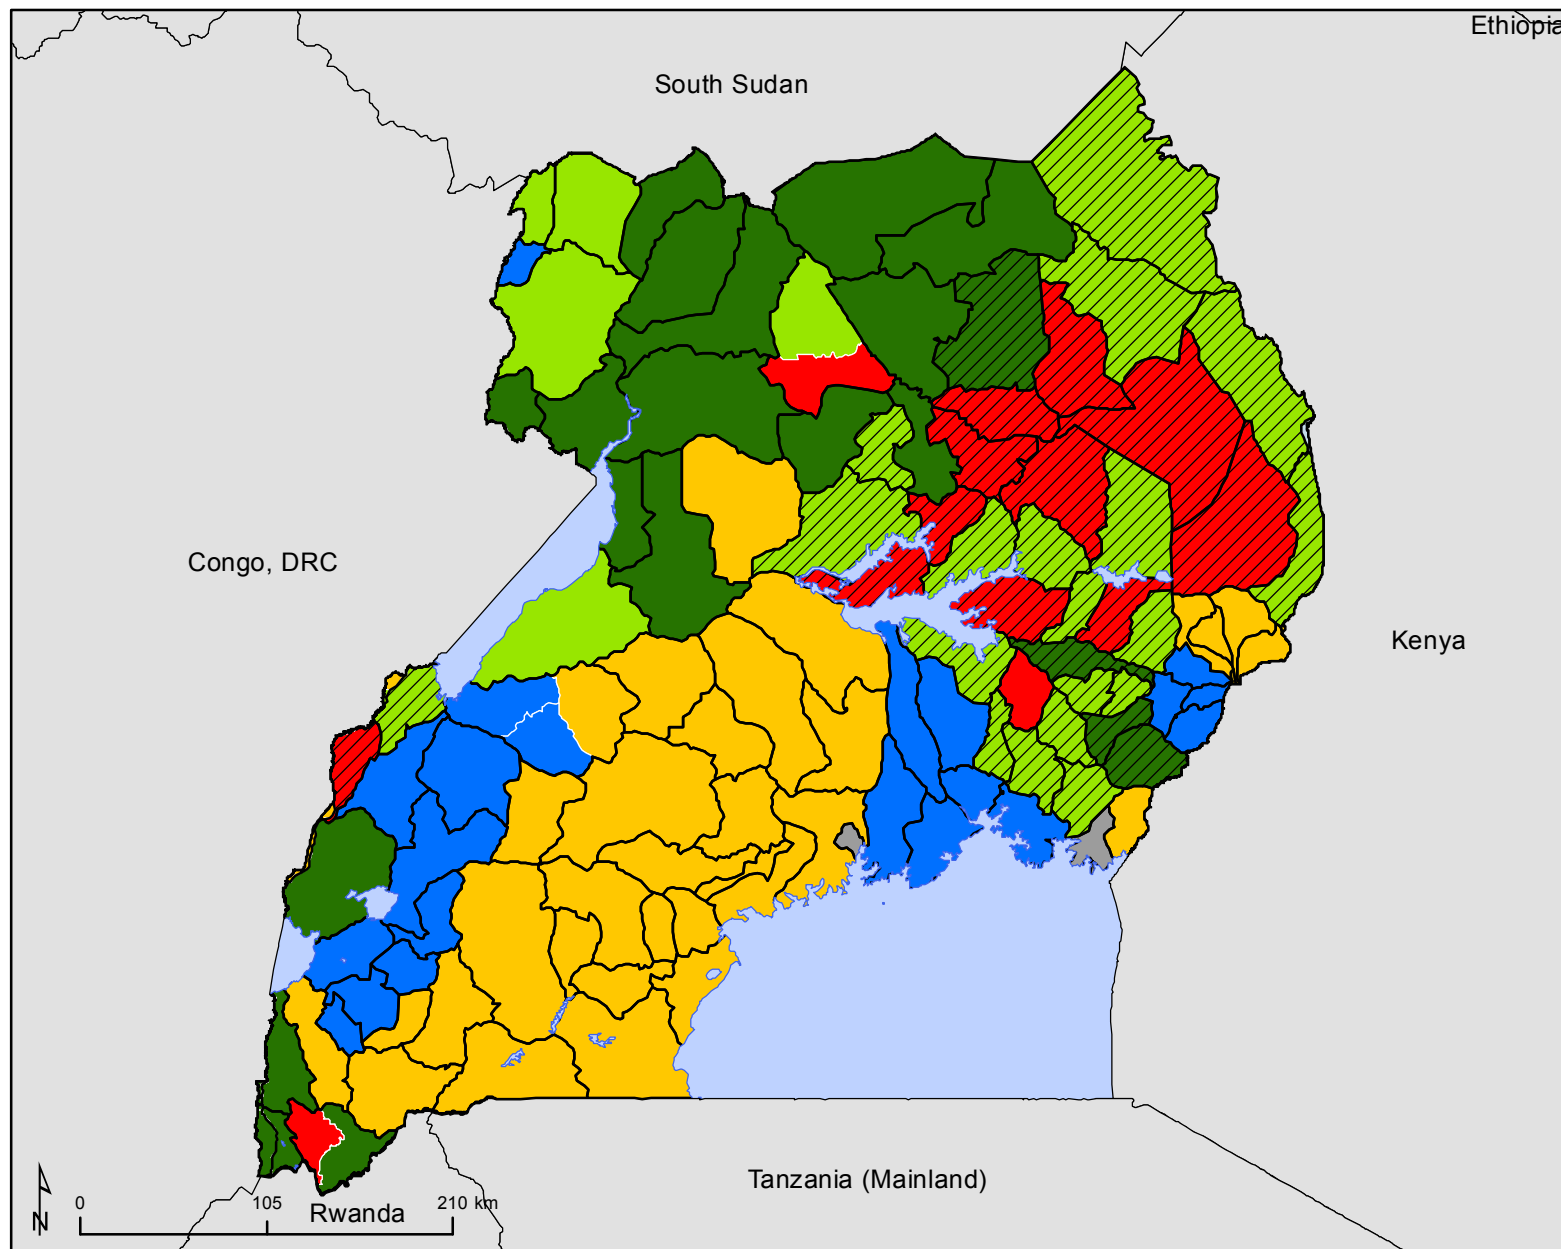 Ethiopia
South Sudan
Congo, DRC
Kenya
Tanzania (Mainland)
N
0 105 210 km
Rwanda